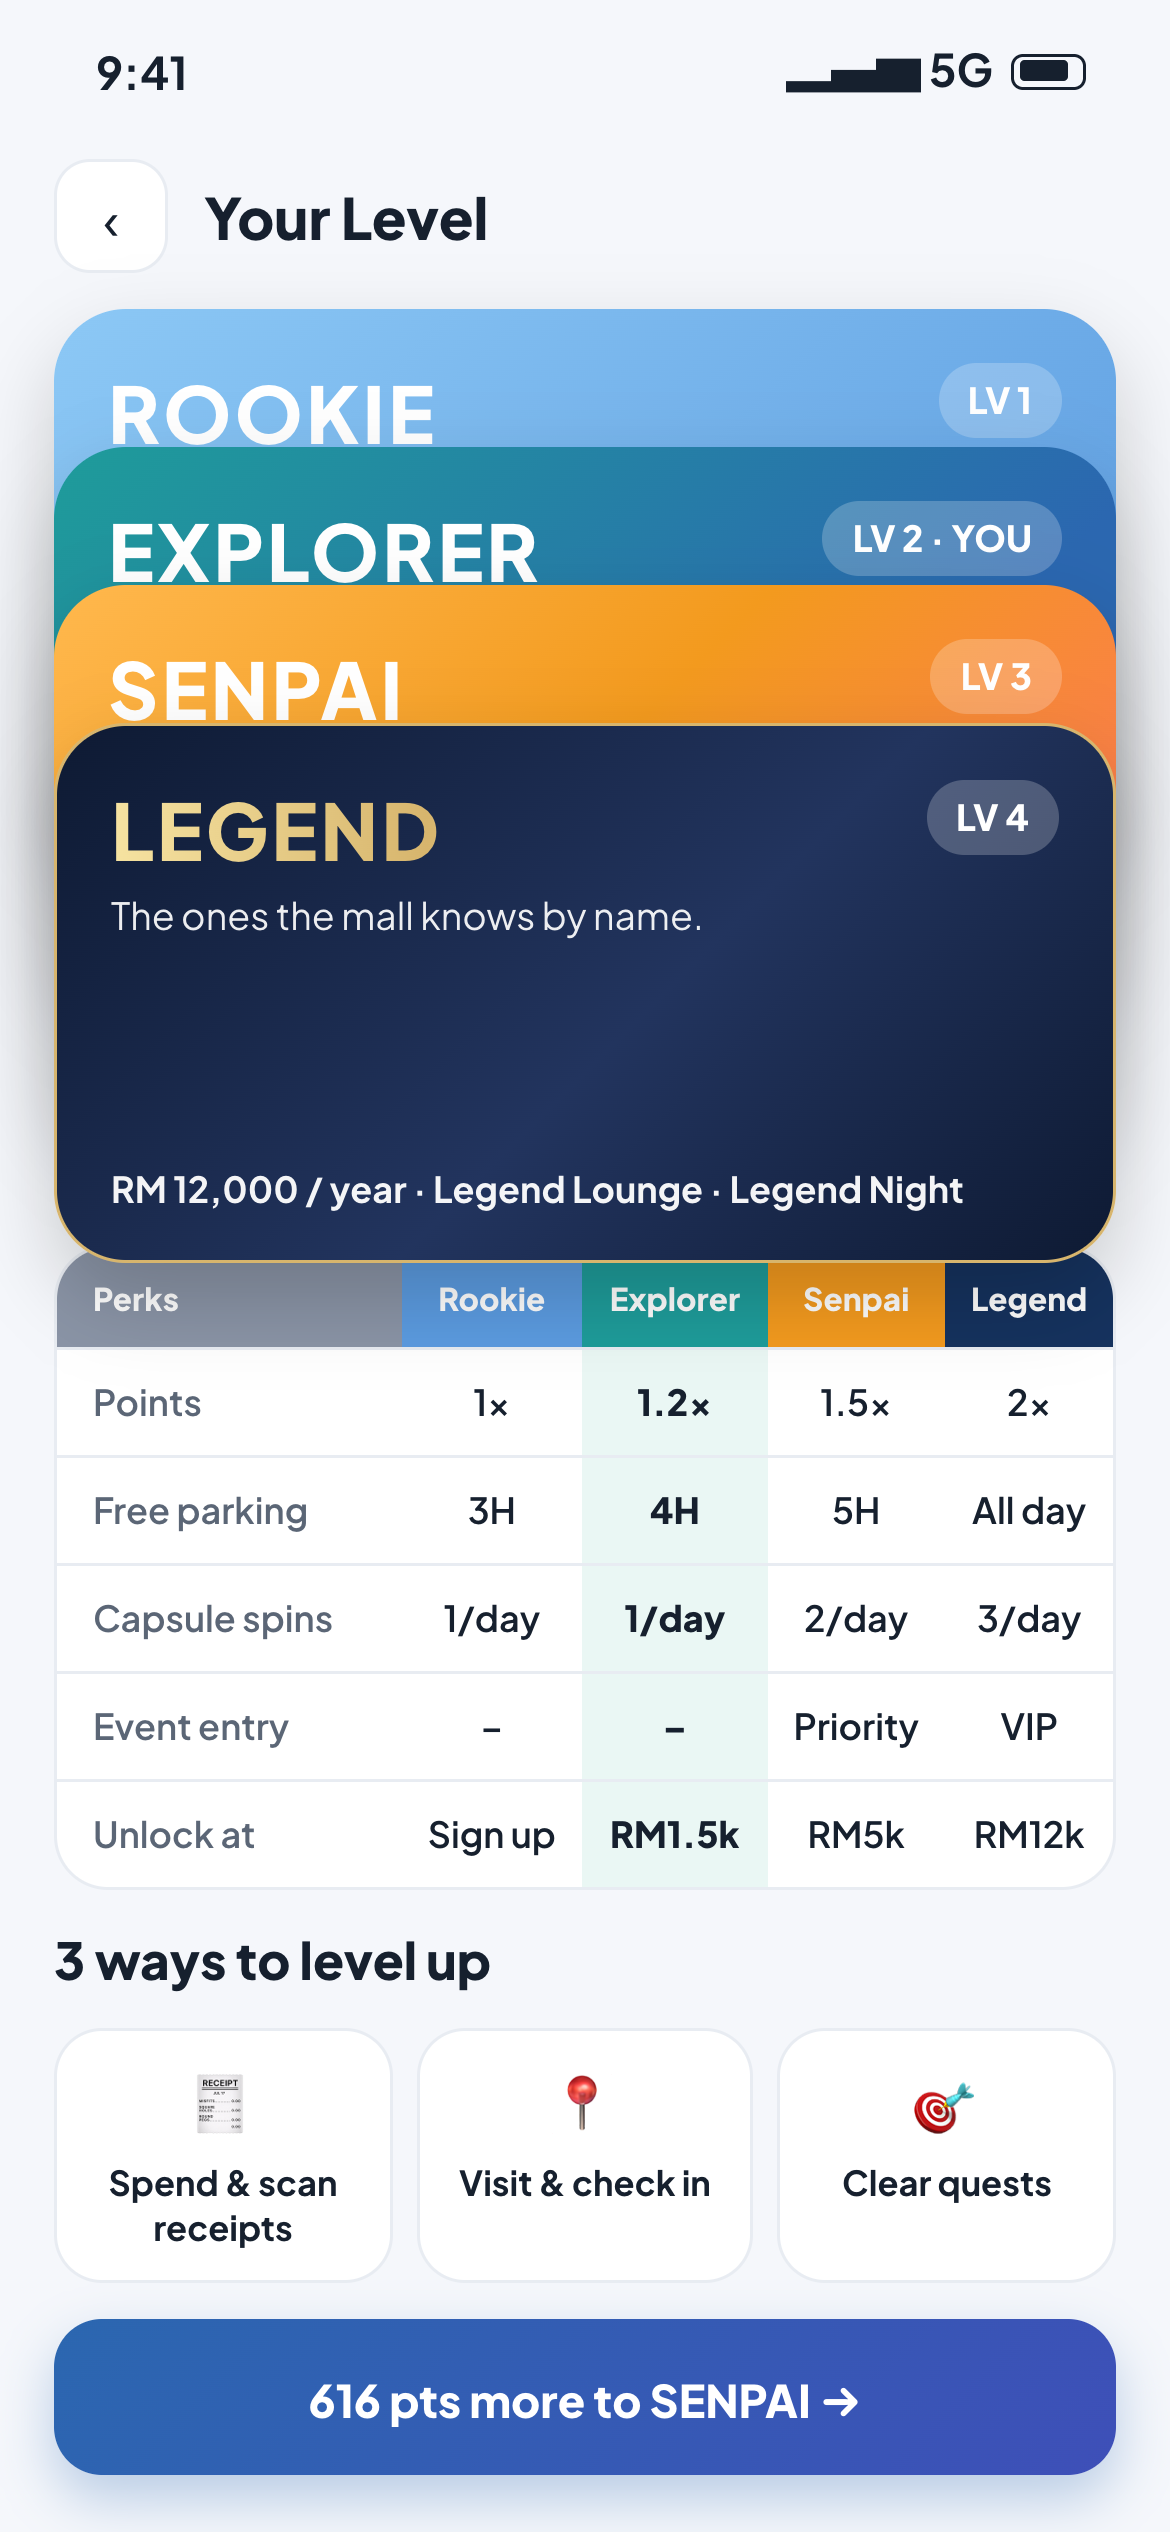 9:41
5G
‹
Your Level
ROOKIE
LV 1
EXPLORER
LV 2 · YOU
SENPAI
LV 3
LEGEND
LV 4
The ones the mall knows by name.
RM 12,000 / year · Legend Lounge · Legend Night
Perks Rookie Explorer Senpai Legend
Points 1× 1.2× 1.5× 2×
Free parking 3H 4H 5H All day
Capsule spins 1/day 1/day 2/day 3/day
Event entry – – Priority VIP
Unlock at Sign up RM1.5k RM5k RM12k
3 ways to level up
RECEIPT
Spend & scan
receipts
Visit & check in
Clear quests
616 pts more to SENPAI →